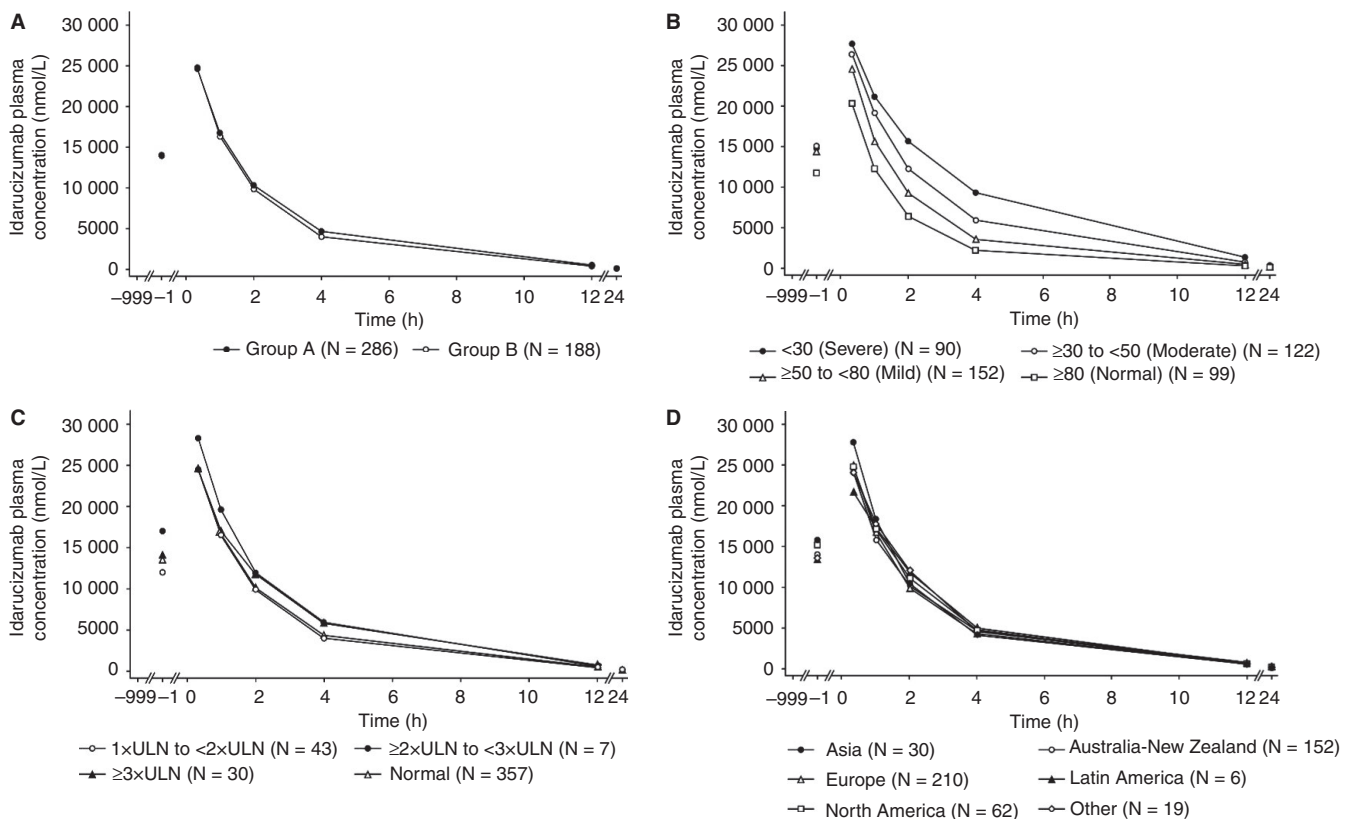 A
Idarucizumab plasma
concentration (nmol/L)
30 000
25 000
20 000
15 000
10 000
5000
0
–999 –1 0 2 4 6 8 10 12 24
Time (h)
Group A (N = 286) Group B (N = 188)
B
Idarucizumab plasma
concentration (nmol/L)
30 000
25 000
20 000
15 000
10 000
5000
0
–999 –1 0 2 4 6 8 10 12 24
Time (h)
<30 (Severe) (N = 90) ≥30 to <50 (Moderate) (N = 122)
≥50 to <80 (Mild) (N = 152) ≥80 (Normal) (N = 99)
C
Idarucizumab plasma
concentration (nmol/L)
30 000
25 000
20 000
15 000
10 000
5000
0
–999 –1 0 2 4 6 8 10 12 24
Time (h)
1×ULN to <2×ULN (N = 43) ≥2×ULN to <3×ULN (N = 7)
≥3×ULN (N = 30) Normal (N = 357)
D
Idarucizumab plasma
concentration (nmol/L)
30 000
25 000
20 000
15 000
10 000
5000
0
–999 –1 0 2 4 6 8 10 12 24
Time (h)
Asia (N = 30) Australia-New Zealand (N = 152)
Europe (N = 210) Latin America (N = 6)
North America (N = 62) Other (N = 19)